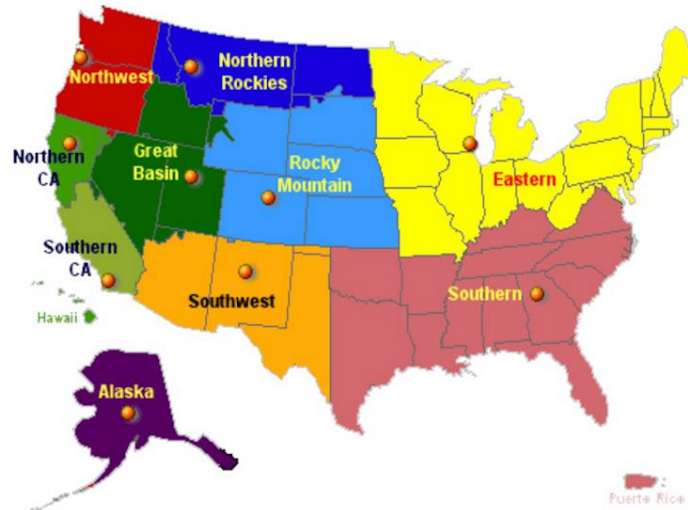 Northwest
Northern
Rockies
Northern
CA
Great
Basin
Rocky
Mountain
Eastern
Southern
CA
Southwest
Southern
Hawaii
Alaska
Puerto Rico